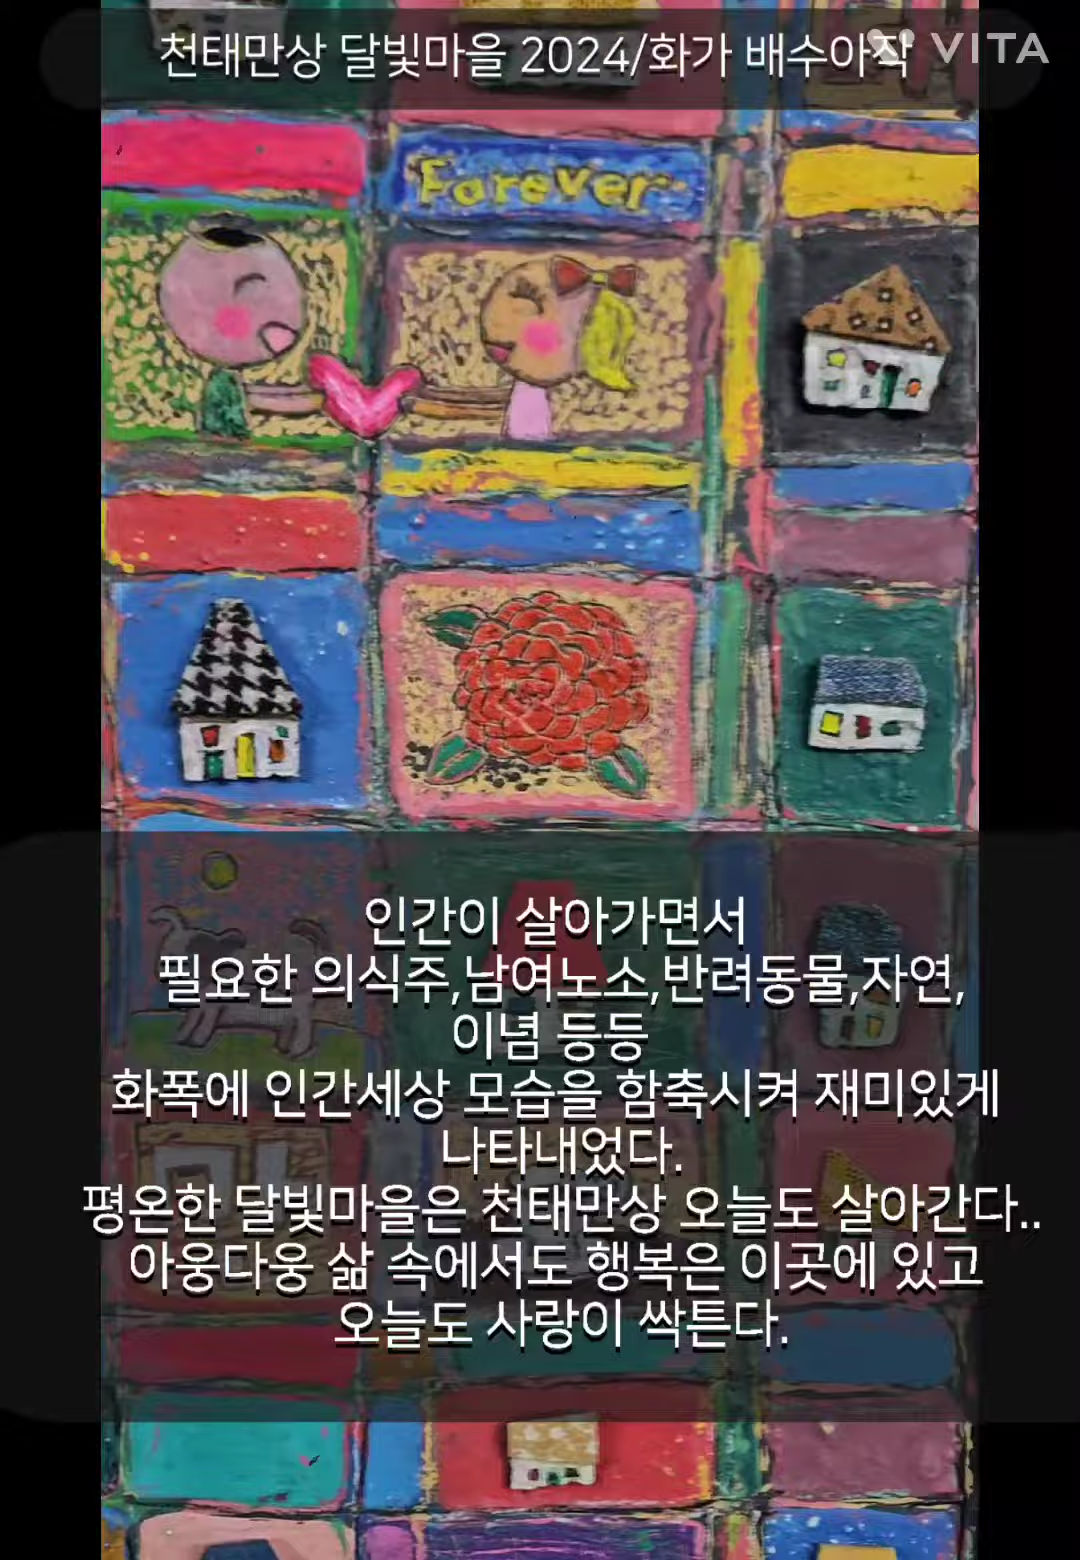 천태만상 달빛마을 2024/화가 배수아작
VITA
Forever
인간이 살아가면서
필요한 의식주,남여노소,반려동물,자연,
이념 등등
화폭에 인간세상 모습을 함축시켜 재미있게
나타내었다.
평온한 달빛마을은 천태만상 오늘도 살아간다..
아웅다웅 삶 속에서도 행복은 이곳에 있고
오늘도 사랑이 싹튼다.